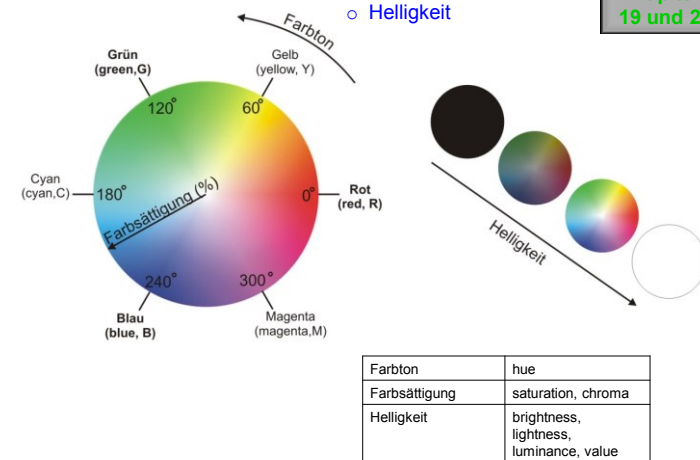 ○ Helligkeit
19 und 2
Farbton
Grün
(green,G)
Gelb
(yellow, Y)
120°
60°
Cyan
(cyan,C)
180°
Farbsättigung (%)
0°
Rot
(red, R)
240°
300°
Blau
(blue, B)
Magenta
(magenta,M)
Helligkeit
Farbton hue
Farbsättigung saturation, chroma
Helligkeit brightness,
lightness,
luminance, value